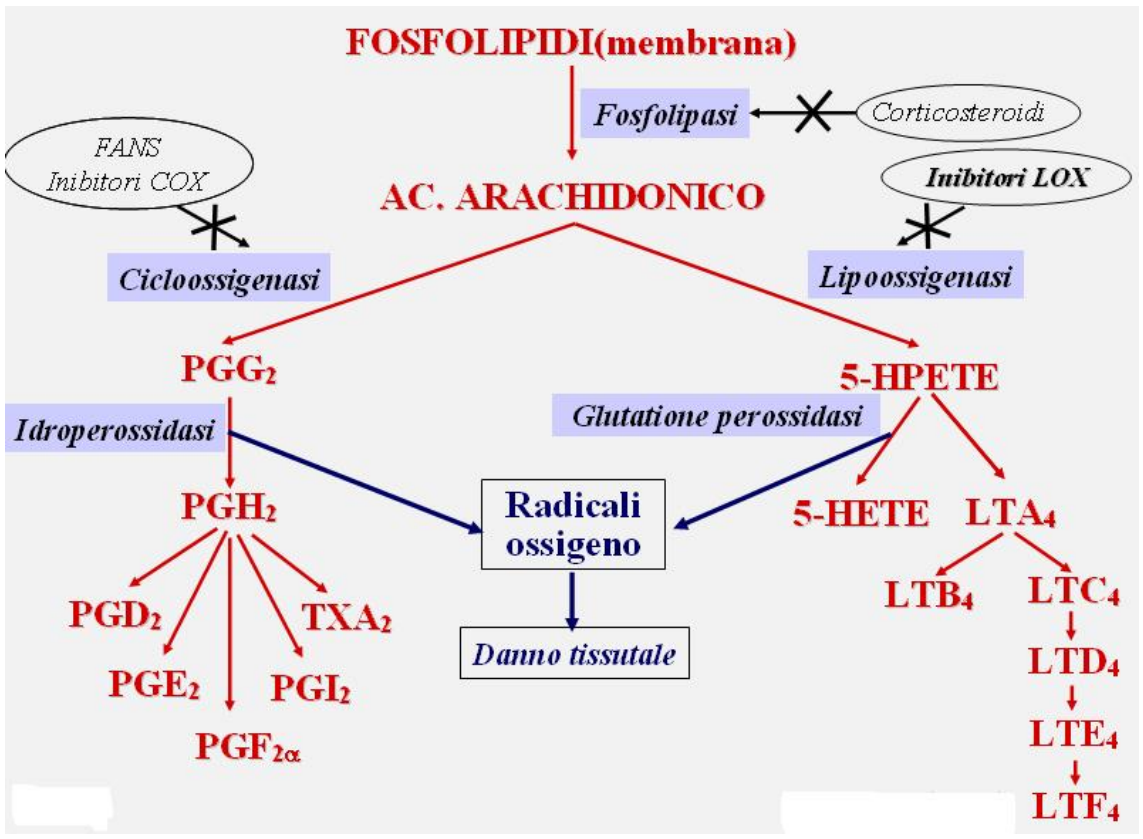 FOSFOLIPIDI(membrana)
Fosfolipasi
Corticosteroidi
FANS
Inibitori COX
Inibitori LOX
AC. ARACHIDONICO
Cicloossigenasi
Lipoossigenasi
PGG₂
5-HPETE
Idroperossidasi
Glutatione perossidasi
PGH₂
Radicali
ossigeno
5-HETE
LTA₄
PGD₂
TXA₂
LTB₄
LTC₄
PGE₂
PGI₂
Danno tissutale
LTD₄
PGF₂α
LTE₄
LTF₄